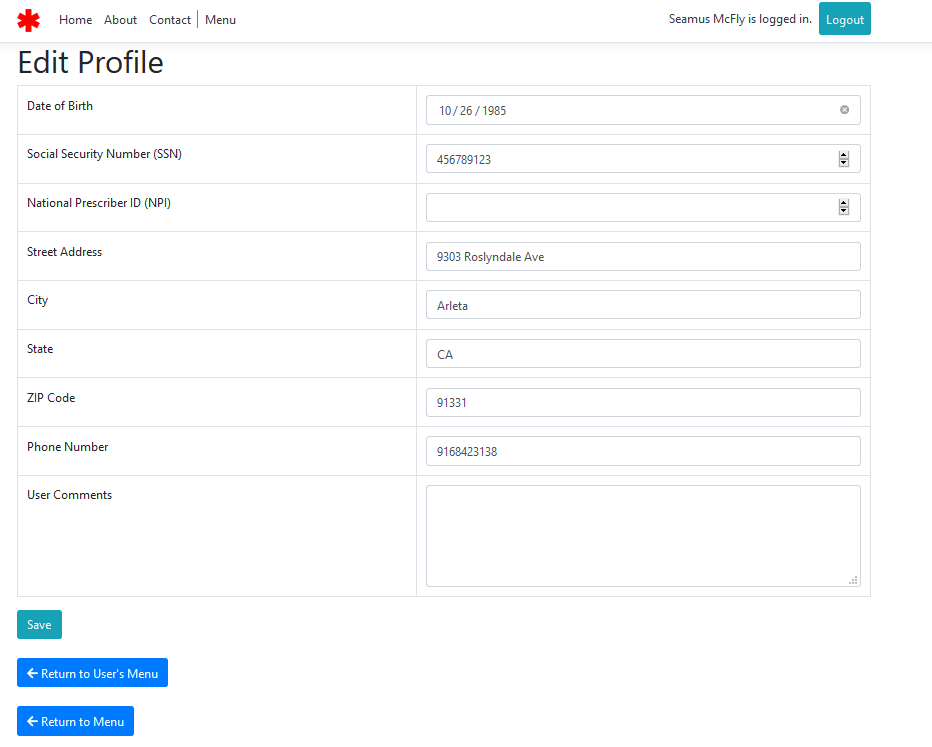 Home About Contact Menu Seamus McFly is logged in. Logout
Edit Profile
Date of Birth 10 / 26 / 1985
Social Security Number (SSN) 456789123
National Prescriber ID (NPI)
Street Address 9303 Roslyndale Ave
City Arleta
State CA
ZIP Code 91331
Phone Number 9168423138
User Comments
Save
Return to User's Menu
Return to Menu